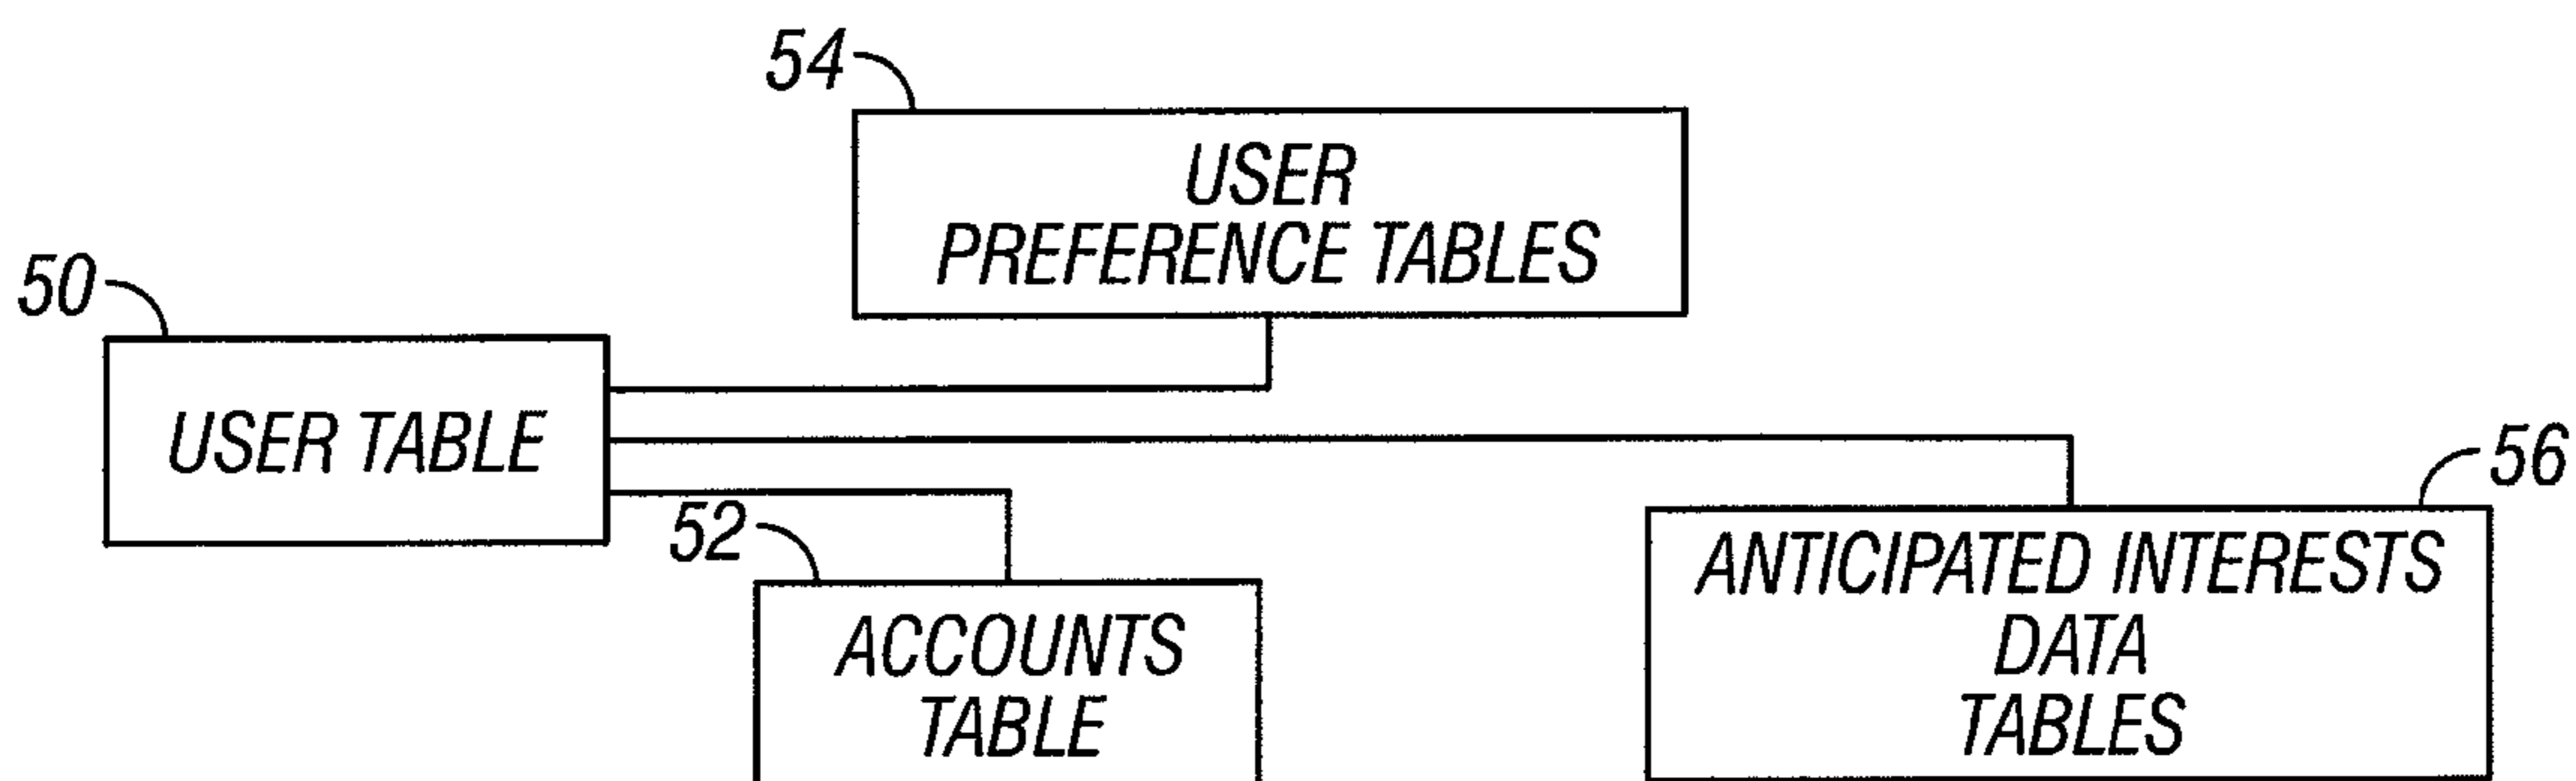 54
USER
PREFERENCE TABLES
50
USER TABLE
56
52
ANTICIPATED INTERESTS
DATA
TABLES
ACCOUNTS
TABLE